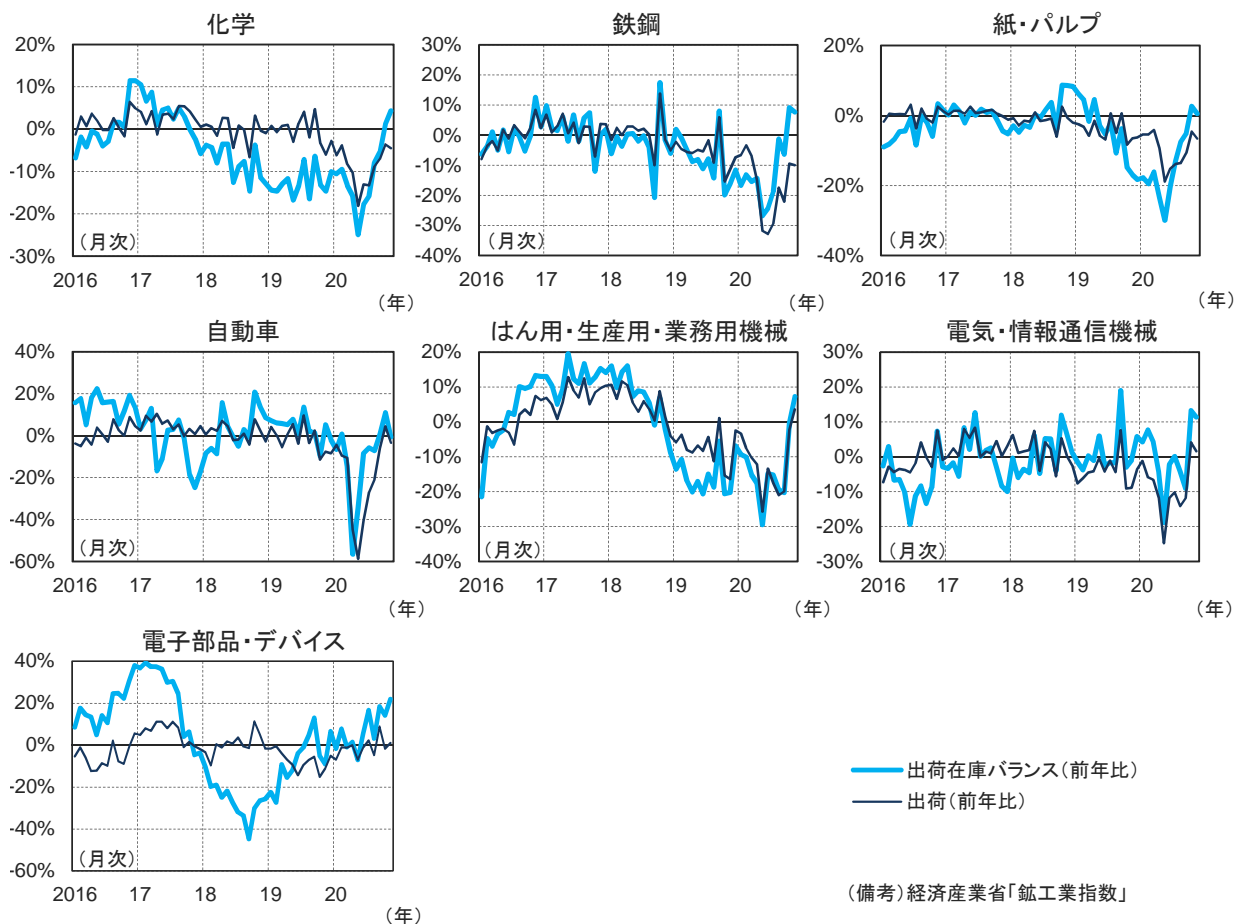 化学
20%
10%
0%
-10%
-20%
-30%
(月次)
2016 17 18 19 20
(年)
鉄鋼
30%
20%
10%
0%
-10%
-20%
-30%
-40%
(月次)
2016 17 18 19 20
(年)
紙・パルプ
20%
0%
-20%
-40%
(月次)
2016 17 18 19 20
(年)
自動車
40%
20%
0%
-20%
-40%
-60%
(月次)
2016 17 18 19 20
(年)
はん用・生産用・業務用機械
20%
10%
0%
-10%
-20%
-30%
-40%
(月次)
2016 17 18 19 20
(年)
電気・情報通信機械
30%
20%
10%
0%
-10%
-20%
-30%
(月次)
2016 17 18 19 20
(年)
電子部品・デバイス
40%
20%
0%
-20%
-40%
-60%
(月次)
2016 17 18 19 20
(年)
出荷在庫バランス(前年比)
出荷(前年比)
(備考)経済産業省「鉱工業指数」